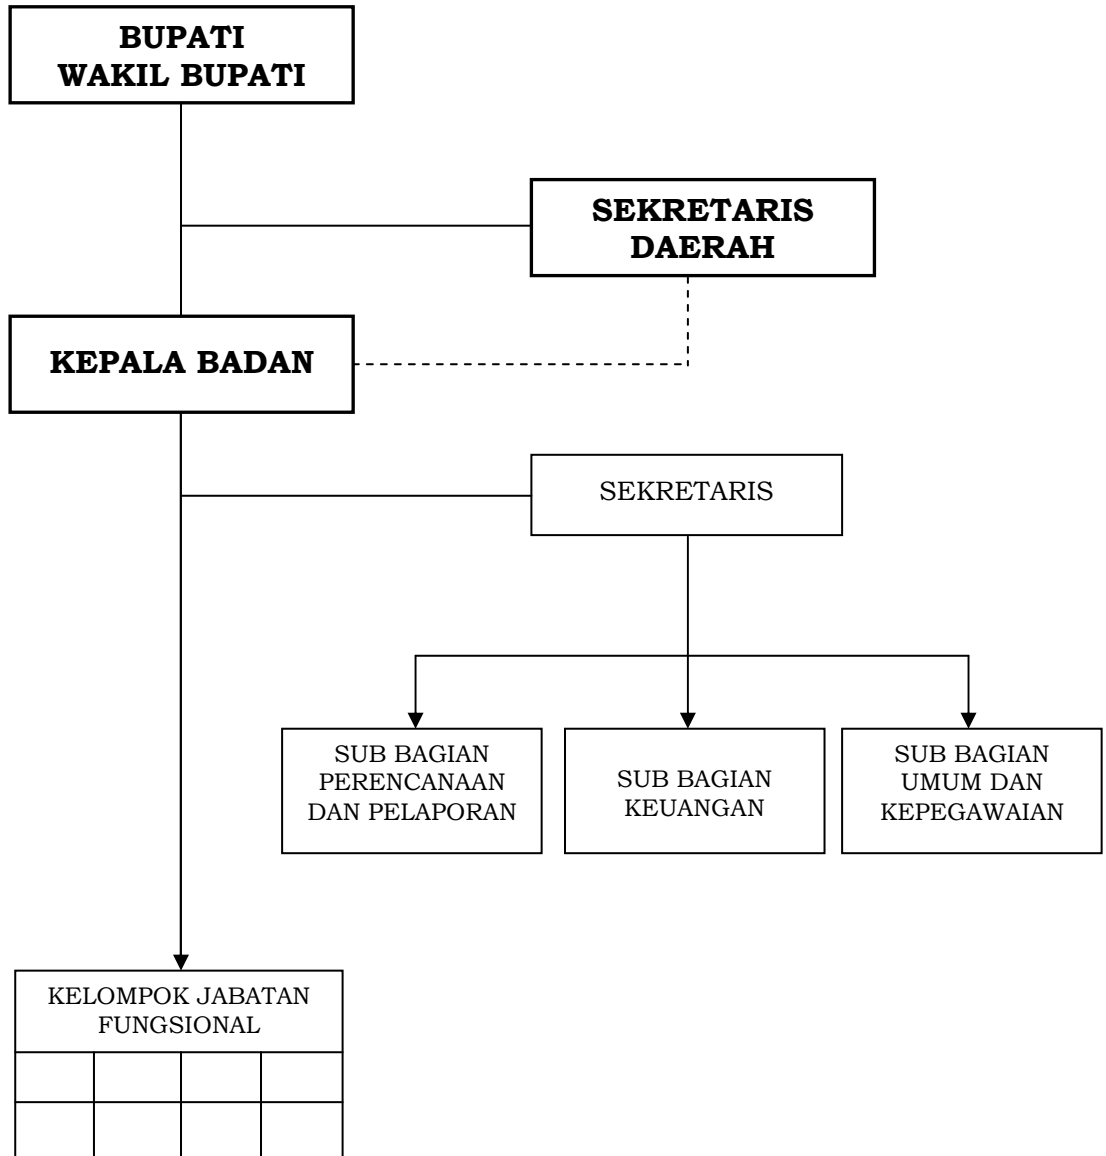 BUPATI
WAKIL BUPATI
SEKRETARIS
DAERAH
KEPALA BADAN
SEKRETARIS
SUB BAGIAN
PERENCANAAN
DAN PELAPORAN
SUB BAGIAN
KEUANGAN
SUB BAGIAN
UMUM DAN
KEPEGAWAIAN
KELOMPOK JABATAN
FUNGSIONAL